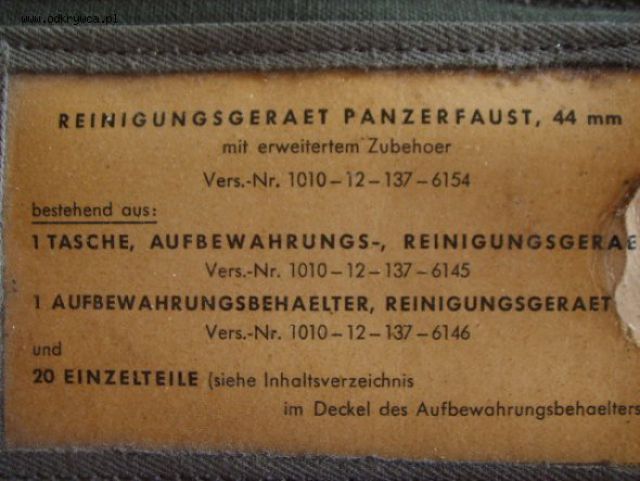 www.odkrywca.pl
REINIGUNGSGERAET PANZERFAUST, 44 mm
mit erweitertem Zubehoer
Vers.-Nr. 1010-12-137-6154
bestehend aus:
1 TASCHE, AUFBEWAHRUNGS-, REINIGUNGSGERAE
Vers.-Nr. 1010-12-137-6145
1 AUFBEWAHRUNGSBEHAELTER, REINIGUNGSGERAET
Vers.-Nr. 1010-12-137-6146
und
20 EINZELTEILE (siehe Inhaltsverzeichnis
im Deckel des Aufbewahrungsbehaelters